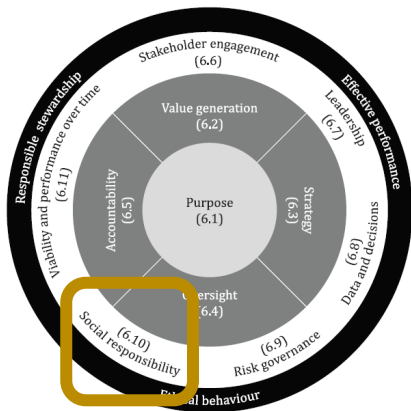 Responsible stewardship
Effective performance
Ethical behaviour
Stakeholder engagement
(6.6)
Leadership
(6.7)
Data and decisions
(6.8)
(6.9)
Risk governance
(6.10)
Social responsibility
Viability and performance over time
(6.11)
Value generation
(6.2)
Strategy
(6.3)
Oversight
(6.4)
Accountability
(6.5)
Purpose
(6.1)